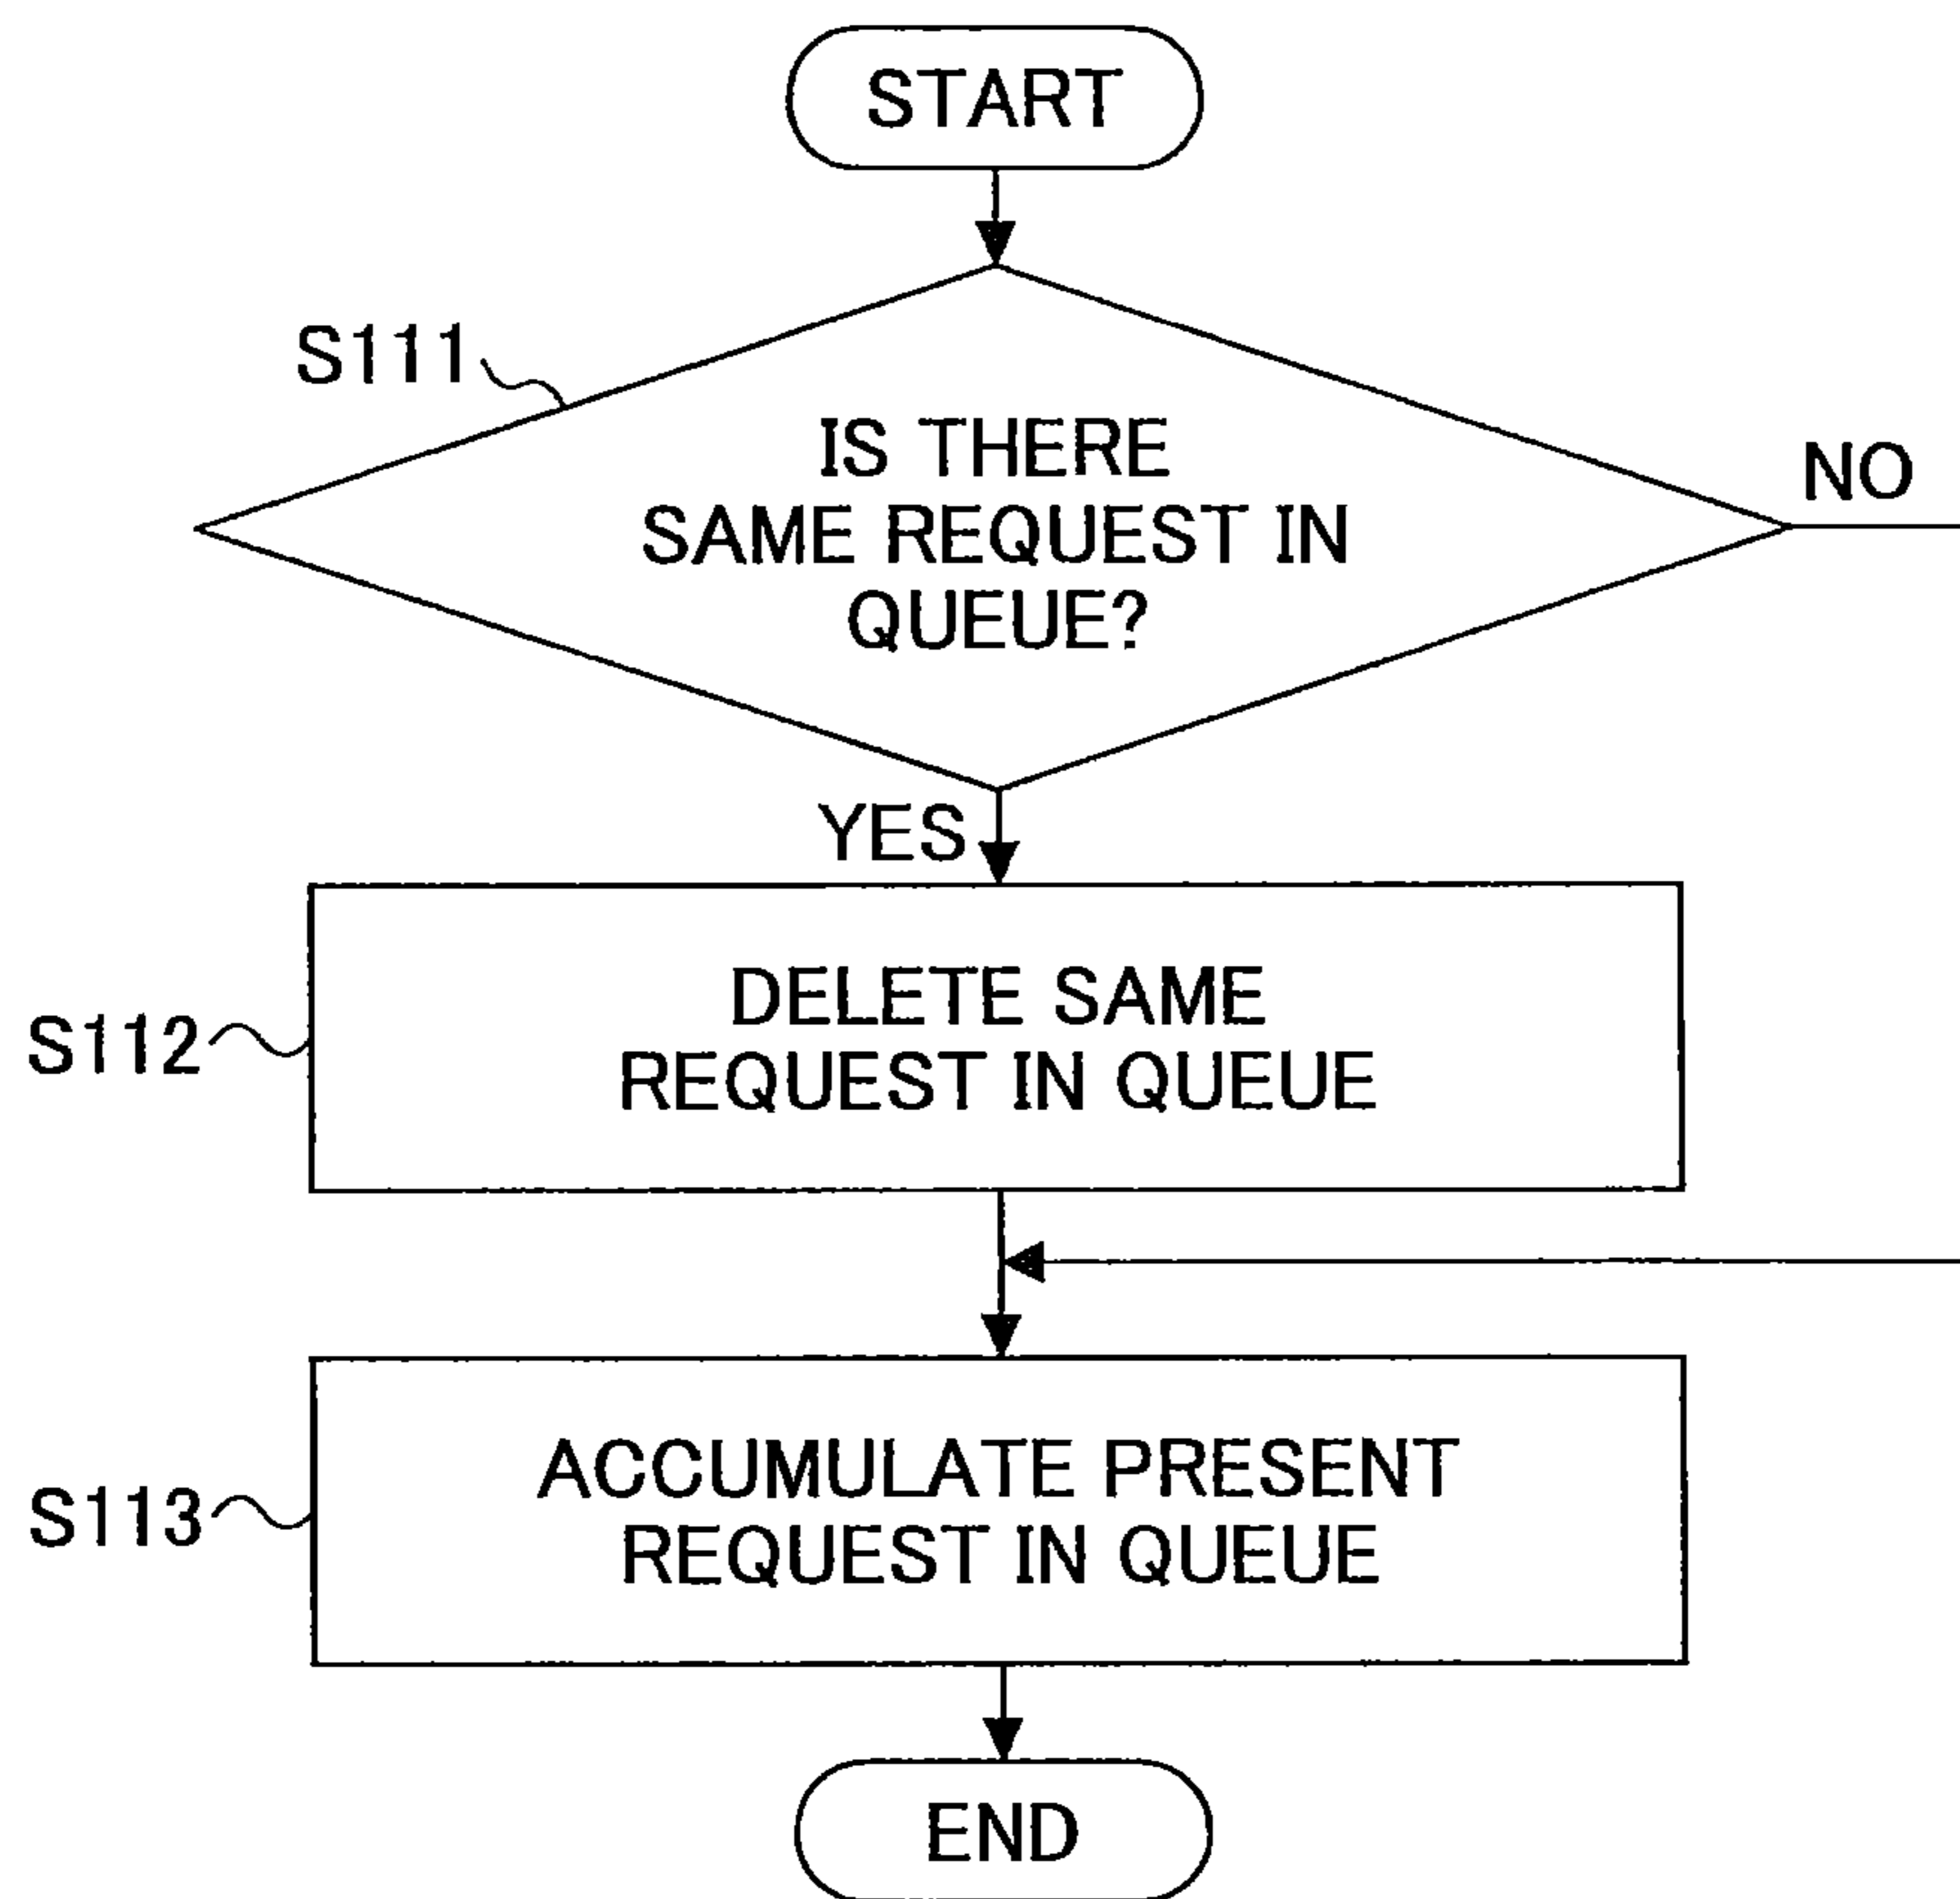 START
S111
IS THERE
SAME REQUEST IN
QUEUE?
NO
YES
S112
DELETE SAME
REQUEST IN QUEUE
S113
ACCUMULATE PRESENT
REQUEST IN QUEUE
END